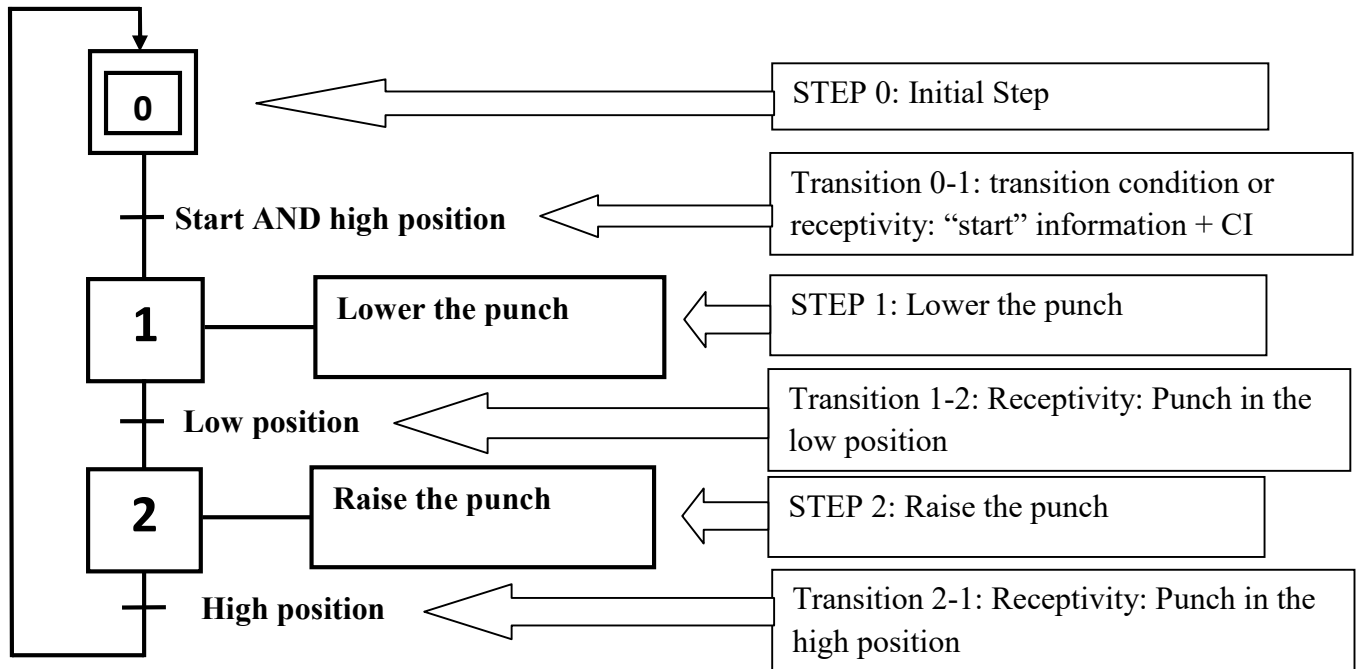 0
STEP 0: Initial Step
Start AND high position
Transition 0-1: transition condition or
receptivity: “start” information + CI
1
Lower the punch
STEP 1: Lower the punch
Low position
Transition 1-2: Receptivity: Punch in the
low position
2
Raise the punch
STEP 2: Raise the punch
High position
Transition 2-1: Receptivity: Punch in the
high position